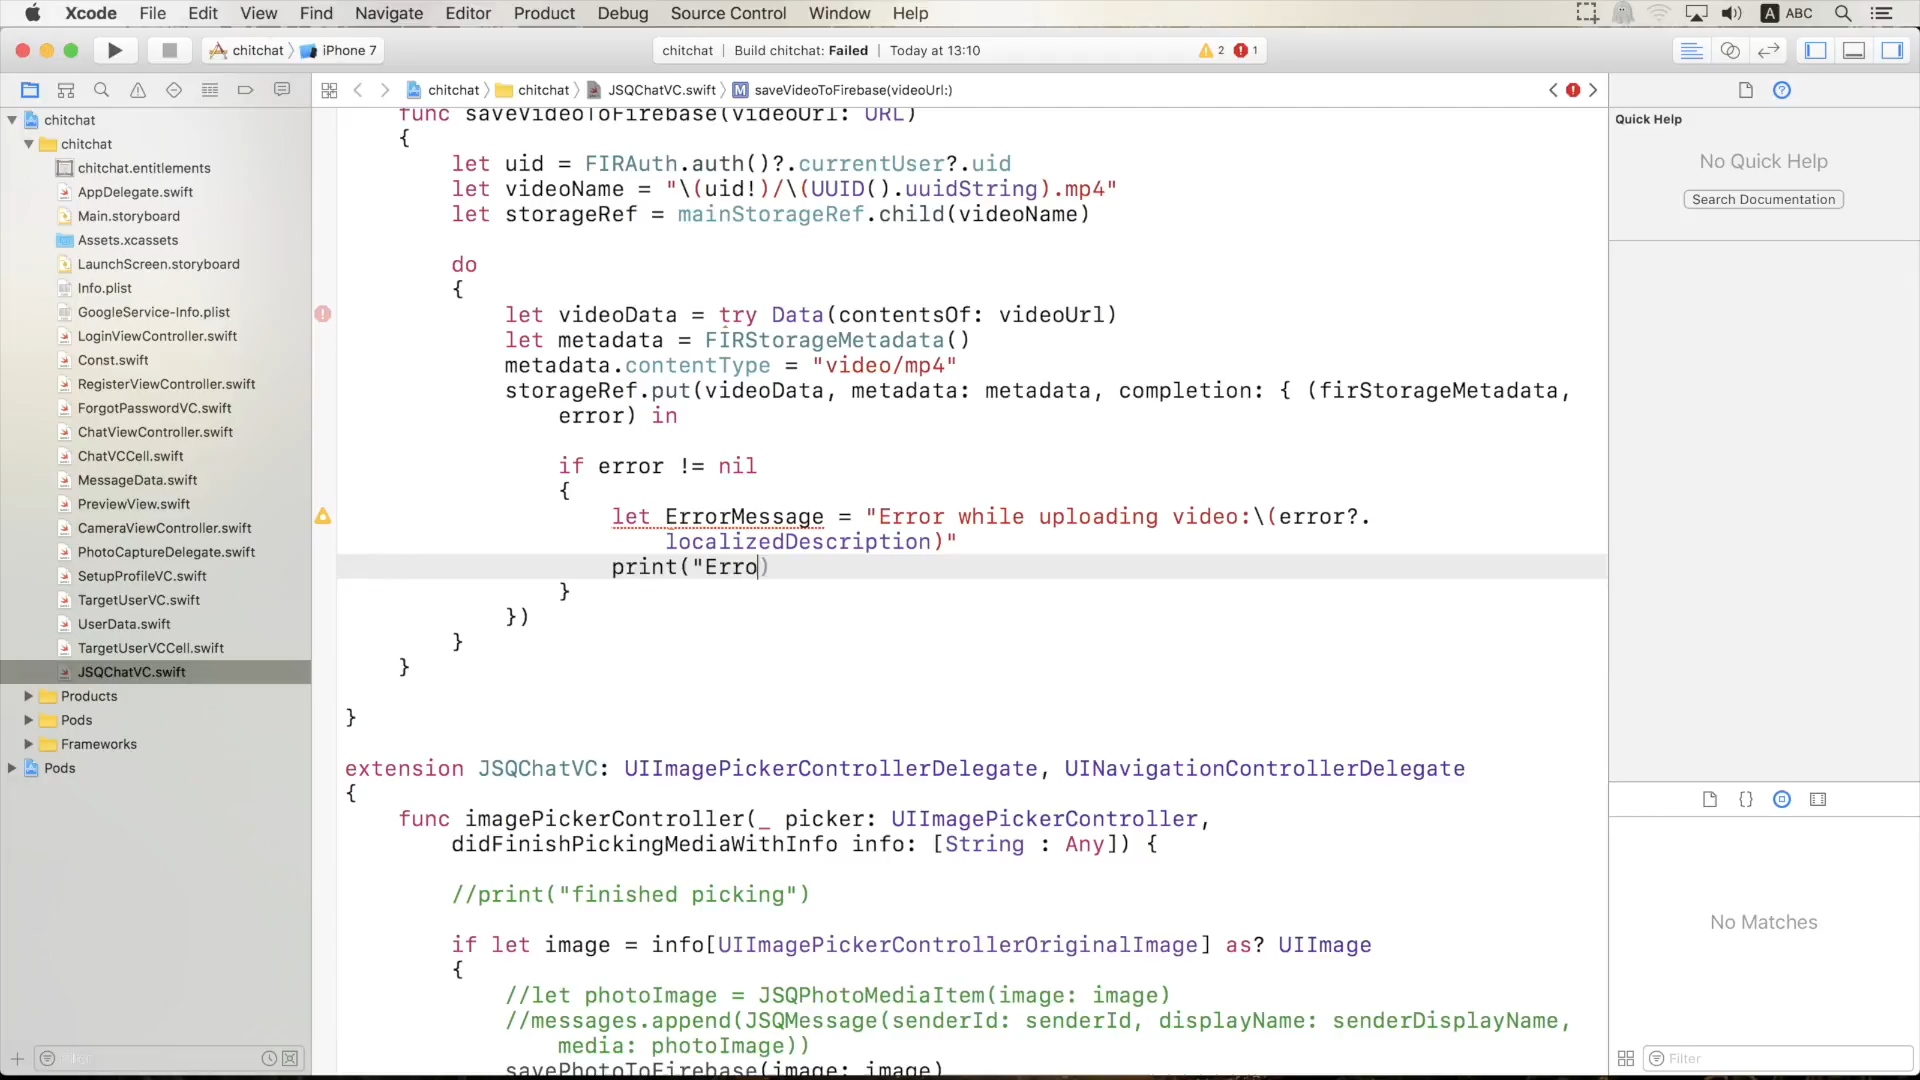 Xcode File Edit View Find Navigate Editor Product Debug Source Control Window Help A ABC
chitchat iPhone 7 chitchat | Build chitchat: Failed | Today at 13:10 2 1
chitchat chitchat JSQChatVC.swift M saveVideoToFirebase(videoUrl:)
chitchat
chitchat
chitchat.entitlements
AppDelegate.swift
Main.storyboard
Assets.xcassets
LaunchScreen.storyboard
Info.plist
GoogleService-Info.plist
LoginViewController.swift
Const.swift
RegisterViewController.swift
ForgotPasswordVC.swift
ChatViewController.swift
ChatVCCell.swift
MessageData.swift
PreviewView.swift
CameraViewController.swift
PhotoCaptureDelegate.swift
SetupProfileVC.swift
TargetUserVC.swift
UserData.swift
TargetUserVCCell.swift
JSQChatVC.swift
Products
Pods
Frameworks
Pods
Filter
func saveVideoToFirebase(videoUrl: URL)
{
let uid = FIRAuth.auth()?.currentUser?.uid
let videoName = "\(uid!)/\(UUID().uuidString).mp4"
let storageRef = mainStorageRef.child(videoName)
do
{
let videoData = try Data(contentsOf: videoUrl)
let metadata = FIRStorageMetadata()
metadata.contentType = "video/mp4"
storageRef.put(videoData, metadata: metadata, completion: { (firStorageMetadata,
error) in
if error != nil
{
let ErrorMessage = "Error while uploading video:\(error?.
localizedDescription)"
print("Erro)
}
})
}
}
}
extension JSQChatVC: UIImagePickerControllerDelegate, UINavigationControllerDelegate
{
func imagePickerController(_ picker: UIImagePickerController,
didFinishPickingMediaWithInfo info: [String : Any]) {
//print("finished picking")
if let image = info[UIImagePickerControllerOriginalImage] as? UIImage
{
//let photoImage = JSQPhotoMediaItem(image: image)
//messages.append(JSQMessage(senderId: senderId, displayName: senderDisplayName,
media: photoImage))
savePhotoToFirebase(image: image)
Quick Help
No Quick Help
Search Documentation
No Matches
Filter